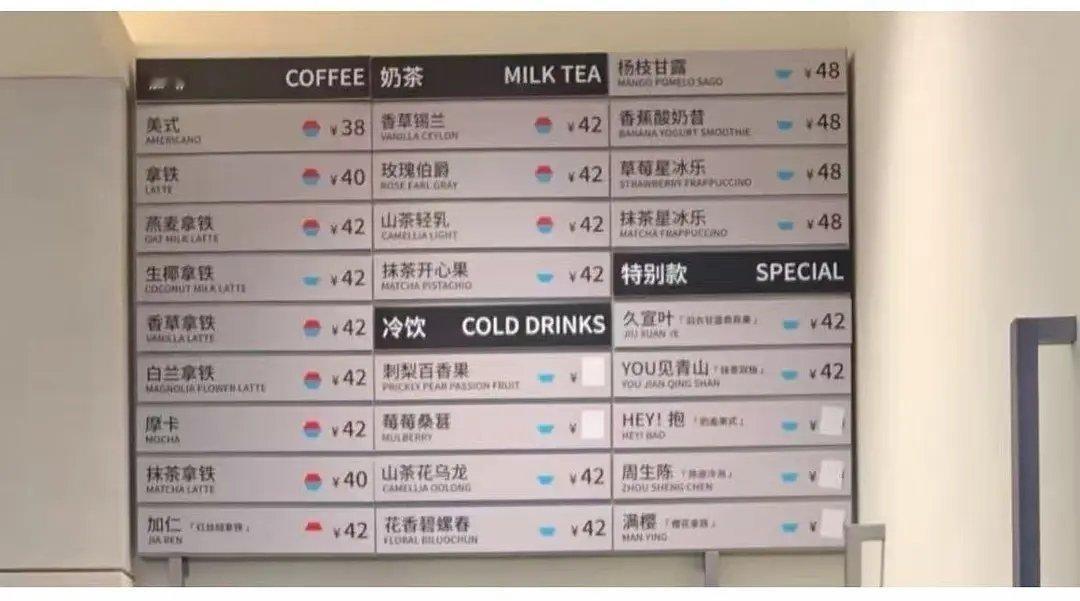 COFFEE
美式 ¥38
AMERICANO
拿铁 ¥40
LATTE
燕麦拿铁 ¥42
OAT MILK LATTE
生椰拿铁 ¥42
COCONUT MILK LATTE
香草拿铁 ¥42
VANILLA LATTE
白兰拿铁 ¥42
MAGNOLIA FLOWER LATTE
摩卡 ¥42
MOCHA
抹茶拿铁 ¥40
MATCHA LATTE
加仁 ¥42
JIA REN
奶茶 MILK TEA
香草锡兰 ¥42
VANILLA CEYLON
玫瑰伯爵 ¥42
ROSE EARL GRAY
山茶轻乳 ¥42
CAMELLIA LIGHT
抹茶开心果 ¥42
MATCHA PISTACHIO
冷饮 COLD DRINKS
刺梨百香果 ¥
PRICKLY PEAR PASSION FRUIT
莓莓桑葚 ¥
MULBERRY
山茶花乌龙 ¥42
CAMELLIA OOLONG
花香碧螺春 ¥42
FLORAL BILUOCHUN
杨枝甘露 ¥48
MANGO POMELO SAGO
香蕉酸奶昔 ¥48
BANANA YOGURT SMOOTHIE
草莓星冰乐 ¥48
STRAWBERRY FRAPPUCCINO
抹茶星冰乐 ¥48
MATCHA FRAPPUCCINO
特别款 SPECIAL
久宣叶 ¥42
JIU XUAN YE
YOU见青山 ¥42
YOU JIAN QING SHAN
HEY! 抱 ¥
HEY! BAO
周生陈 ¥
ZHOU SHENG CHEN
满樱 「樱花拿铁」 ¥
MAN YING